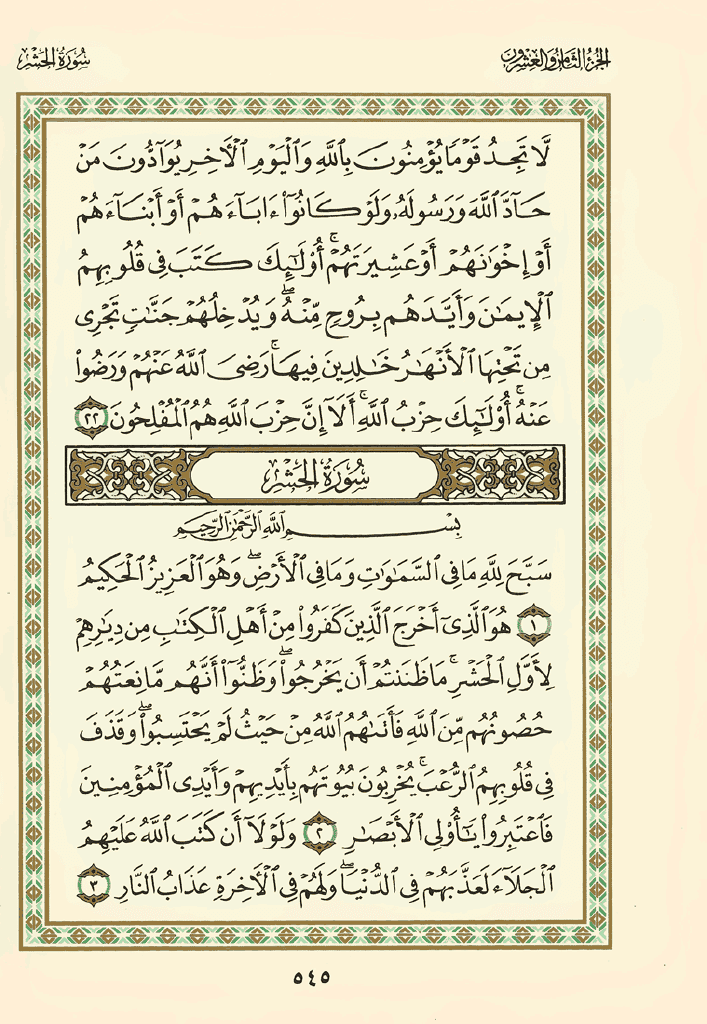 الجزء الثامن والعشرون
سورة الحشر
لَّا تَجِدُ قَوْمًا يُؤْمِنُونَ بِٱللَّهِ وَٱلْيَوْمِ ٱلْأَخِرِ يُوَآدُّونَ مَنْ
حَآدَّ ٱللَّهَ وَرَسُولَهُۥ وَلَوْ كَانُوٓا۟ ءَابَآءَهُمْ أَوْ أَبْنَآءَهُمْ
أَوْ إِخْوَٰنَهُمْ أَوْ عَشِيرَتَهُمْ ۚ أُو۟لَـٰٓئِكَ كَتَبَ فِى قُلُوبِهِمُ
ٱلْإِيمَـٰنَ وَأَيَّدَهُم بِرُوحٍ مِّنْهُ ۖ وَيُدْخِلُهُمْ جَنَّـٰتٍ تَجْرِى
مِن تَحْتِهَا ٱلْأَنْهَـٰرُ خَـٰلِدِينَ فِيهَا ۚ رَضِىَ ٱللَّهُ عَنْهُمْ وَرَضُوا۟
عَنْهُ ۚ أُو۟لَـٰٓئِكَ حِزْبُ ٱللَّهِ ۚ أَلَآ إِنَّ حِزْبَ ٱللَّهِ هُمُ ٱلْمُفْلِحُونَ ٢٢
سُورَةُ الحَشْرِ
بِسْمِ ٱللَّهِ ٱلرَّحْمَـٰنِ ٱلرَّحِيمِ
سَبَّحَ لِلَّهِ مَا فِى ٱلسَّمَـٰوَٰتِ وَمَا فِى ٱلْأَرْضِ ۖ وَهُوَ ٱلْعَزِيزُ ٱلْحَكِيمُ
١ هُوَ ٱلَّذِىٓ أَخْرَجَ ٱلَّذِينَ كَفَرُوا۟ مِنْ أَهْلِ ٱلْكِتَـٰبِ مِن دِيَـٰرِهِمْ
لِأَوَّلِ ٱلْحَشْرِ ۚ مَا ظَنَنتُمْ أَن يَخْرُجُوا۟ ۖ وَظَنُّوٓا۟ أَنَّهُم مَّانِعَتُهُمْ
حُصُونُهُم مِّنَ ٱللَّهِ فَأَتَىٰهُمُ ٱللَّهُ مِنْ حَيْثُ لَمْ يَحْتَسِبُوا۟ ۖ وَقَذَفَ
فِى قُلُوبِهِمُ ٱلرُّعْبَ ۚ يُخْرِبُونَ بُيُوتَهُم بِأَيْدِيهِمْ وَأَيْدِى ٱلْمُؤْمِنِينَ
فَٱعْتَبِرُوا۟ يَـٰٓأُو۟لِى ٱلْأَبْصَـٰرِ ٢ وَلَوْلَآ أَن كَتَبَ ٱللَّهُ عَلَيْهِمُ
ٱلْجَلَآءَ لَعَذَّبَهُمْ فِى ٱلدُّنْيَا ۖ وَلَهُمْ فِى ٱلْأَخِرَةِ عَذَابُ ٱلنَّارِ ٣
٥٤٥